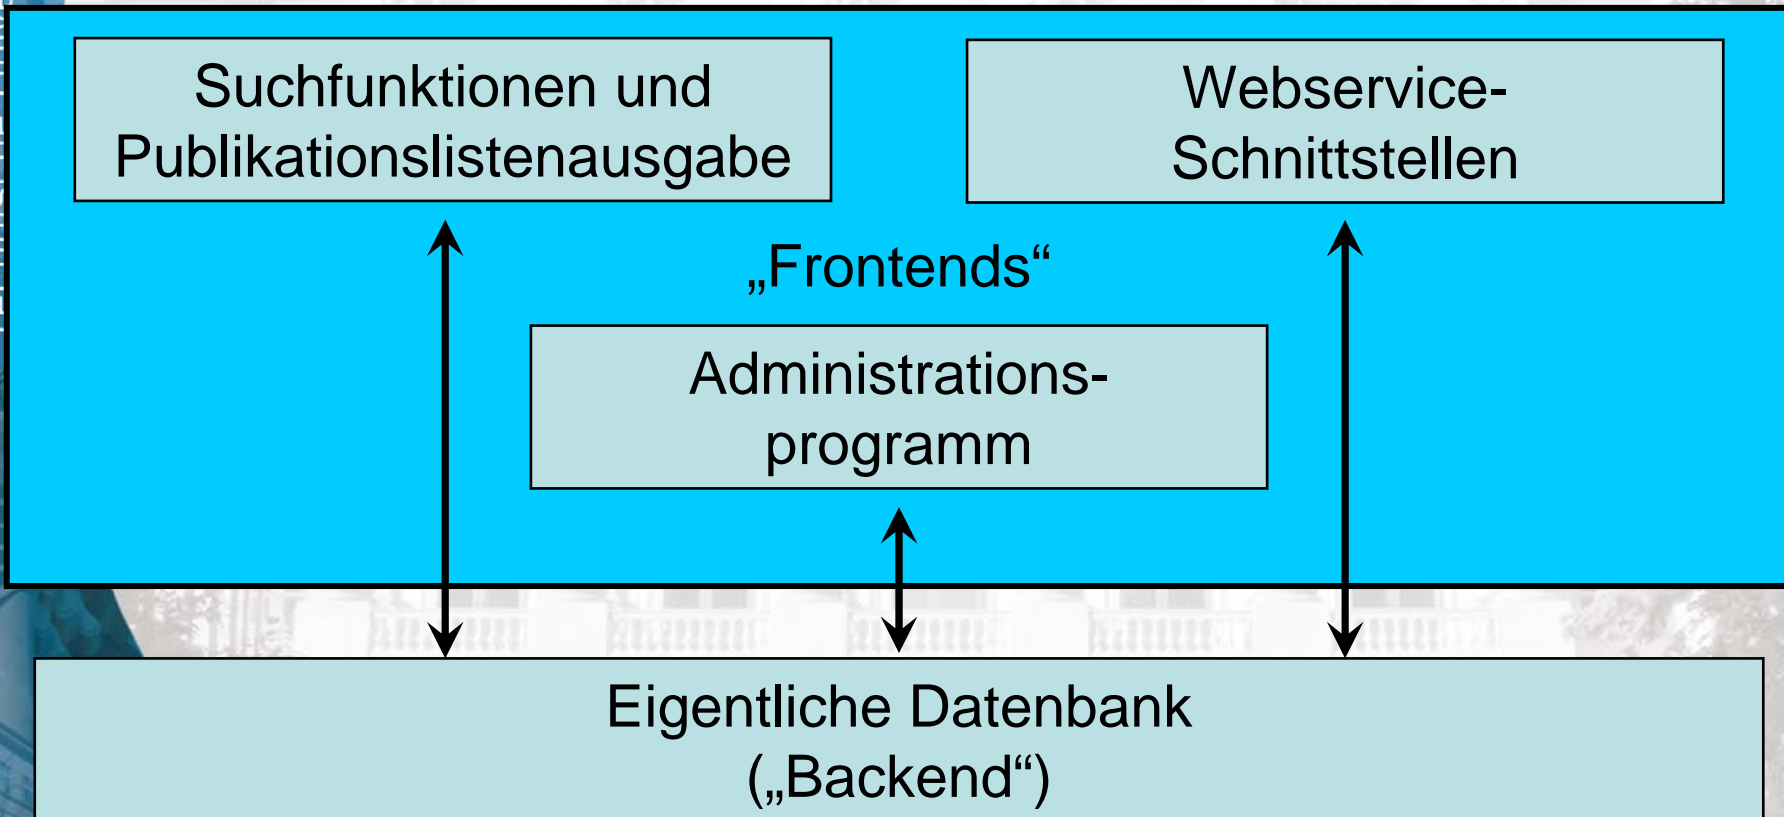 Suchfunktionen und
Publikationslistenausgabe
Webservice-
Schnittstellen
„Frontends“
Administrations-
programm
Eigentliche Datenbank
(„Backend“)